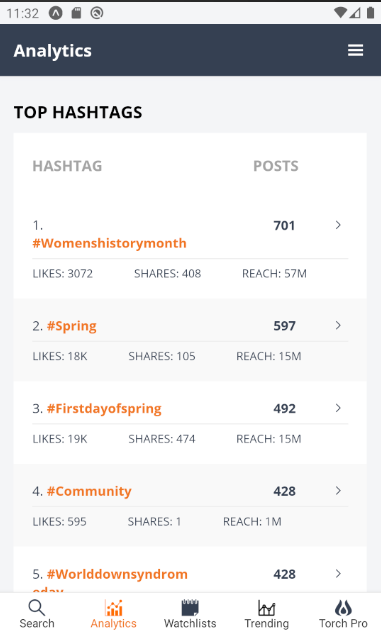 11:32
Analytics
TOP HASHTAGS
HASHTAG POSTS
1. 701
#Womenshistorymonth
LIKES: 3072 SHARES: 408 REACH: 57M
2. #Spring 597
LIKES: 18K SHARES: 105 REACH: 15M
3. #Firstdayofspring 492
LIKES: 19K SHARES: 474 REACH: 15M
4. #Community 428
LIKES: 595 SHARES: 1 REACH: 1M
5. #Worlddownsyndrom 428
eday
Search Analytics Watchlists Trending Torch Pro